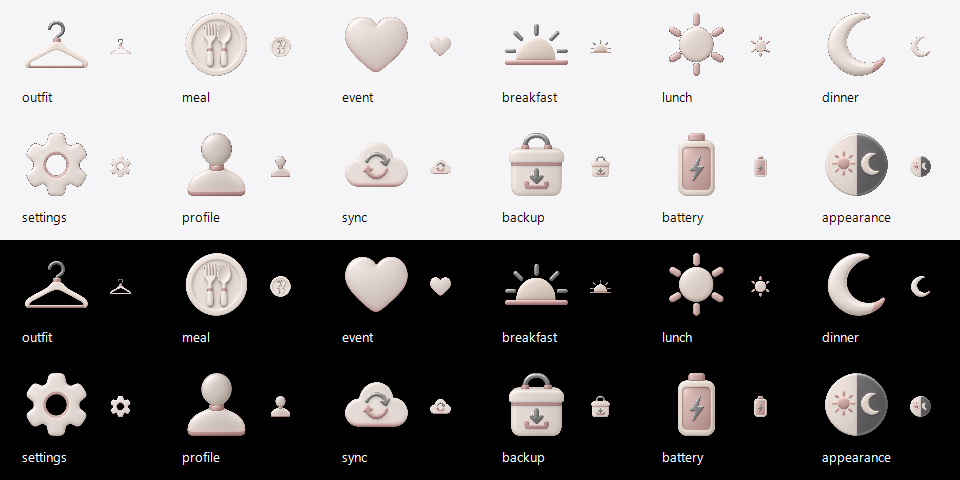 outfit
meal
event
breakfast
lunch
dinner
settings
profile
sync
backup
battery
appearance
outfit
meal
event
breakfast
lunch
dinner
settings
profile
sync
backup
battery
appearance